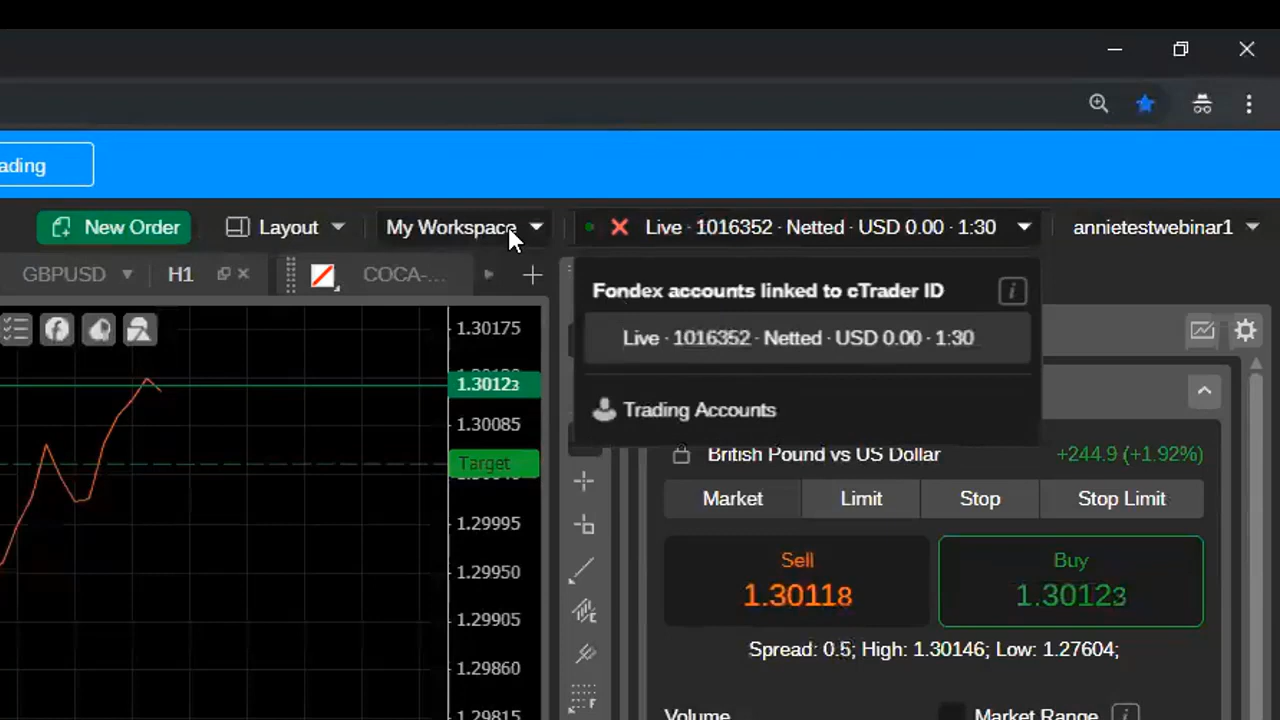 ading
New Order
Layout
My Workspace
Live · 1016352 · Netted · USD 0.00 · 1:30
annietestwebinar1
GBPUSD
H1
COCA-...
Fondex accounts linked to cTrader ID
Live · 1016352 · Netted · USD 0.00 · 1:30
Trading Accounts
1.30175
1.30123
1.30085
Target
1.29995
1.29950
1.29905
1.29860
1.29815
British Pound vs US Dollar
+244.9 (+1.92%)
Market
Limit
Stop
Stop Limit
Sell
1.30118
Buy
1.30123
Spread: 0.5; High: 1.30146; Low: 1.27604;
Volume
Market Range